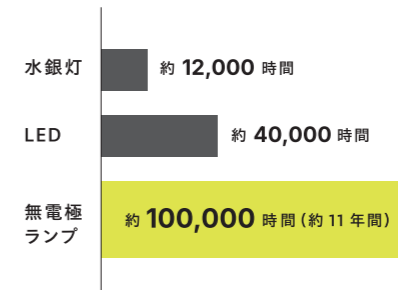 水銀灯 約 12,000 時間
LED 約 40,000 時間
無電極
ランプ
約 100,000 時間(約 11 年間)